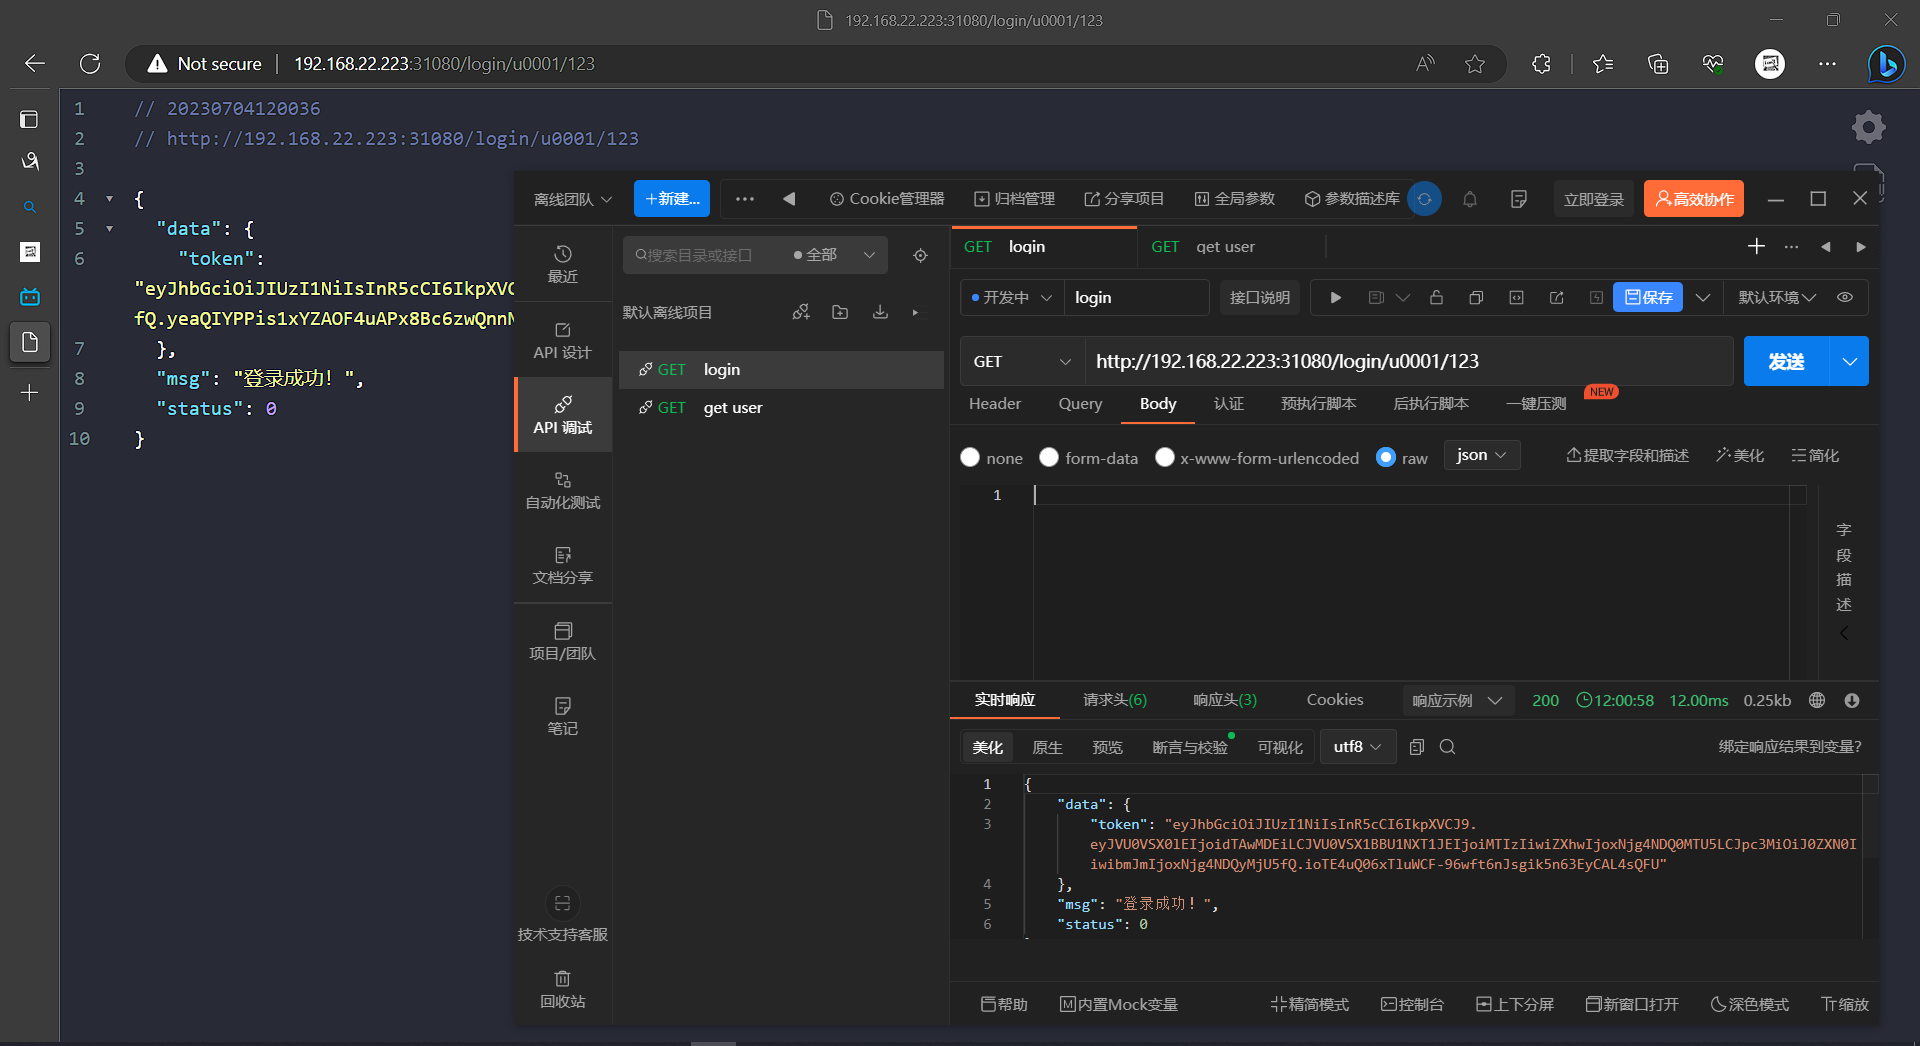 192.168.22.223:31080/login/u0001/123
Not secure
192.168.22.223:31080/login/u0001/123
1 // 20230704120036
2 // http://192.168.22.223:31080/login/u0001/123
3
4 {
5 "data": {
6 "token":
"eyJhbGciOiJIUzI1NiIsInR5cCI6IkpXVC
fQ.yeaQIYPPis1xYZAOF4uAPx8Bc6zwQnnN
7 },
8 "msg": "登录成功！",
9 "status": 0
10 }
离线团队 +新建... Cookie管理器 归档管理 分享项目 全局参数 参数描述库 立即登录 高效协作
最近
API 设计
API 调试
自动化测试
文档分享
项目/团队
笔记
技术支持客服
回收站
搜索目录或接口 全部
默认离线项目
GET login
GET get user
GET login GET get user
开发中 login 接口说明 保存 默认环境
GET http://192.168.22.223:31080/login/u0001/123 发送
Header Query Body 认证 预执行脚本 后执行脚本 一键压测 NEW
none form-data x-www-form-urlencoded raw json 提取字段和描述 美化 简化
1
字段描述
实时响应 请求头(6) 响应头(3) Cookies 响应示例 200 12:00:58 12.00ms 0.25kb
美化 原生 预览 断言与校验 可视化 utf8 绑定响应结果到变量?
1 {
2 "data": {
3 "token": "eyJhbGciOiJIUzI1NiIsInR5cCI6IkpXVCJ9.
eyJVU0VSX0lEIjoidTAwMDEiLCJVU0VSX1BBU1NXT1JEIjoiMTIzIiwiZXhwIjoxNjg4NDQ0MTU5LCJpc3MiOiJ0ZXN0I
iwibmJmIjoxNjg4NDQyMjU5fQ.ioTE4uQ06xTluWCF-96wft6nJsgik5n63EyCAL4sQFU"
4 },
5 "msg": "登录成功！",
6 "status": 0
帮助 内置Mock变量 精简模式 控制台 上下分屏 新窗口打开 深色模式 缩放